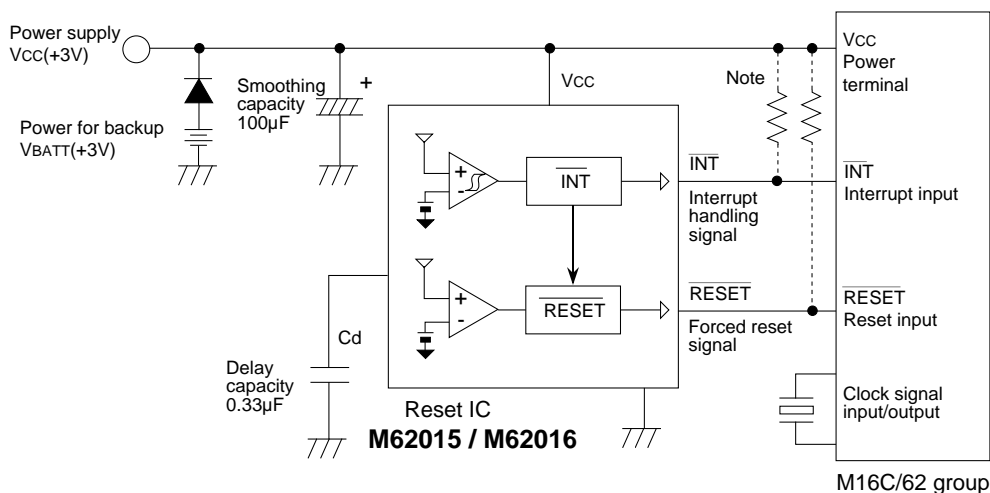 Power supply
VCC(+3V)
Smoothing
capacity
100µF
+
Power for backup
VBATT(+3V)
VCC
Note
VCC
Power
terminal
+
-
INT
INT
Interrupt
handling
signal
INT
Interrupt input
+
-
RESET
RESET
Forced reset
signal
RESET
Reset input
Cd
Delay
capacity
0.33µF
Clock signal
input/output
Reset IC
M62015 / M62016
M16C/62 group